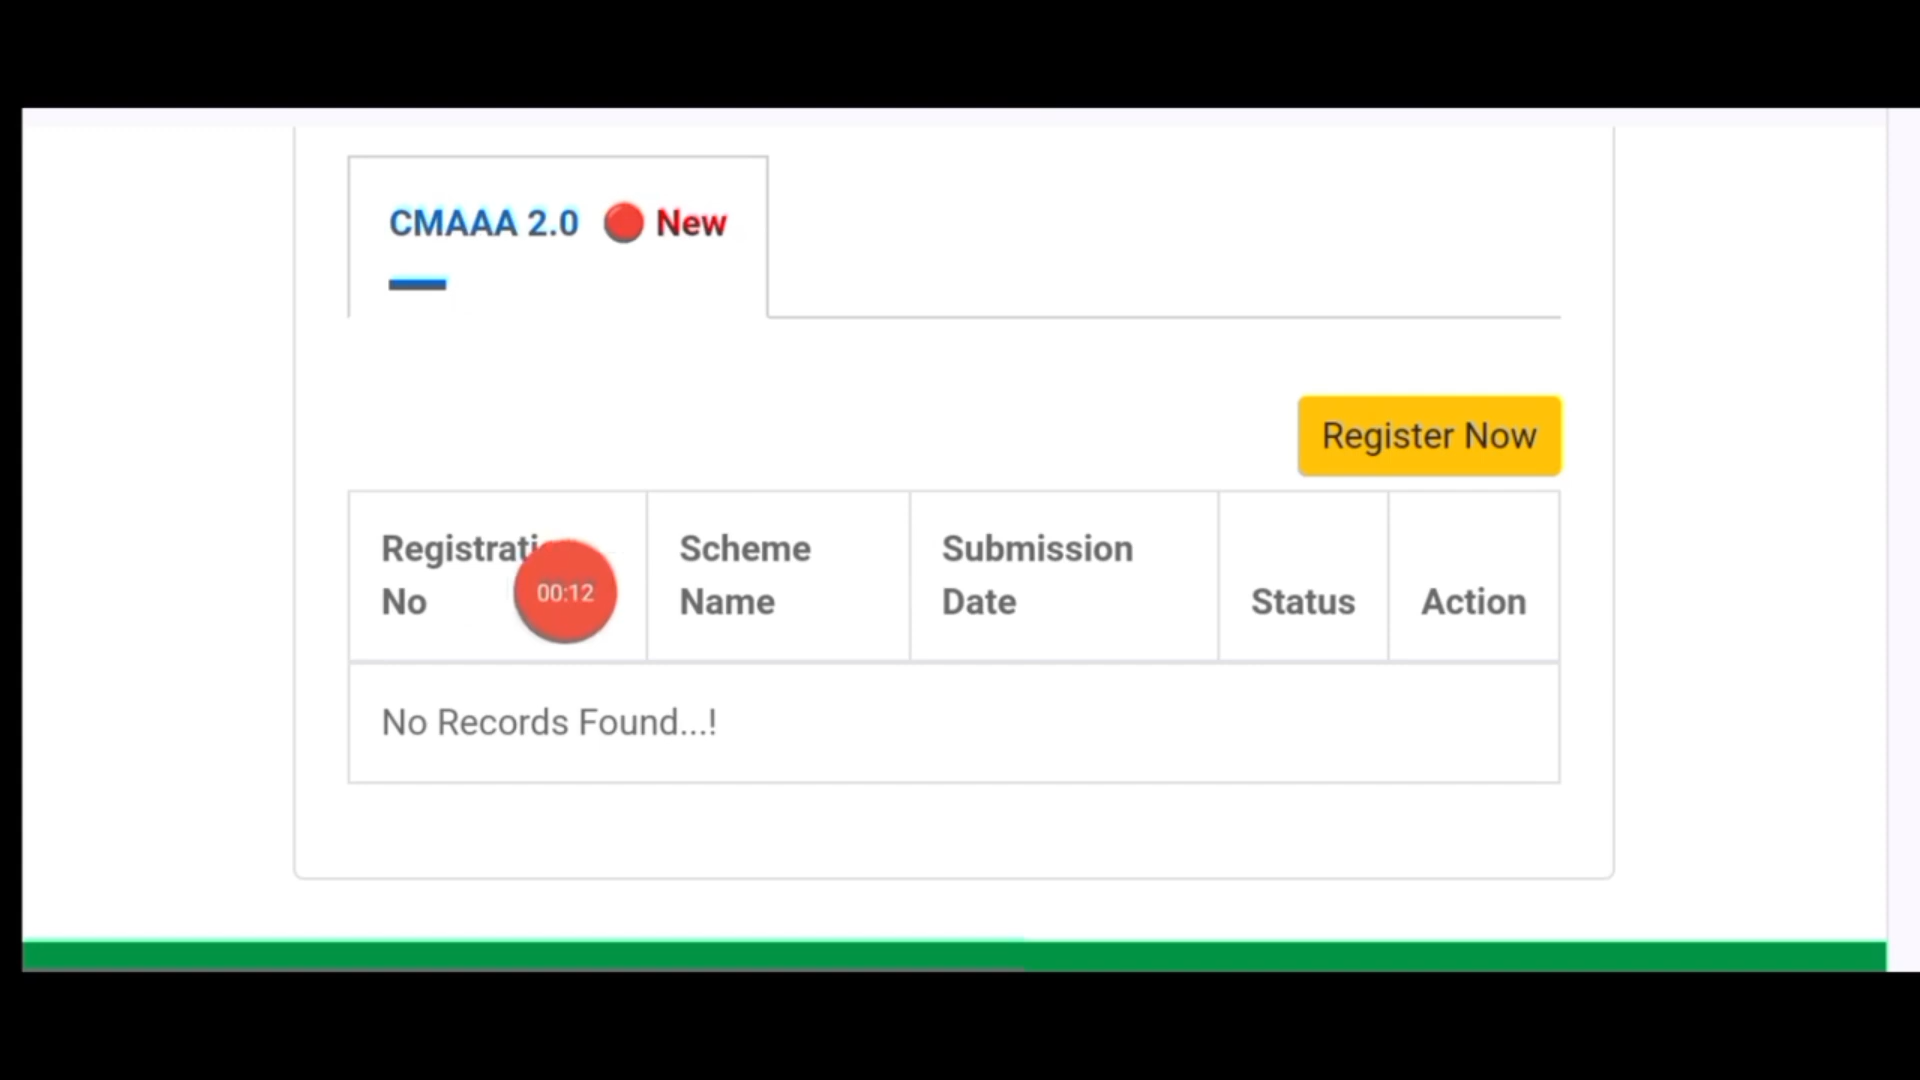 CMAAA 2.0 🔴 New
Register Now
Registrati
No
00:12
Scheme
Name
Submission
Date
Status
Action
No Records Found...!